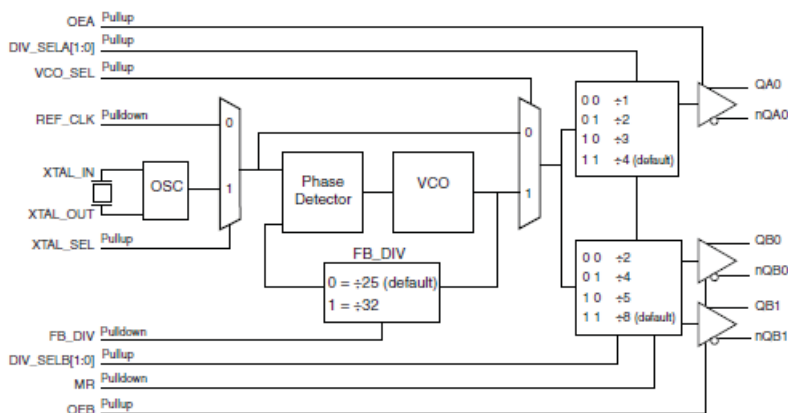 OEA Pullup
DIV_SELA[1:0] Pullup
VCO_SEL Pullup
REF_CLK Pulldown
XTAL_IN
XTAL_OUT
OSC
XTAL_SEL Pullup
0
1
Phase
Detector
VCO
0
1
FB_DIV
0 = ÷25 (default)
1 = ÷32
FB_DIV Pulldown
DIV_SELB[1:0] Pullup
MR Pulldown
OEB Pullup
0 0 ÷1
0 1 ÷2
1 0 ÷3
1 1 ÷4 (default)
0 0 ÷2
0 1 ÷4
1 0 ÷5
1 1 ÷8 (default)
QA0
nQA0
QB0
nQB0
QB1
nQB1